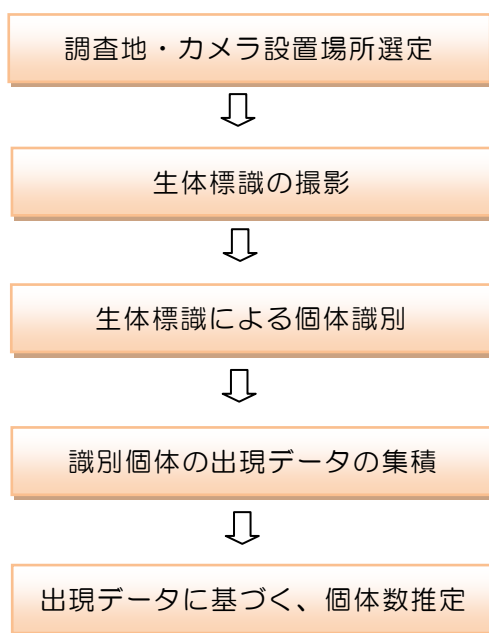 調査地・カメラ設置場所選定
生体標識の撮影
生体標識による個体識別
識別個体の出現データの集積
出現データに基づく、個体数推定